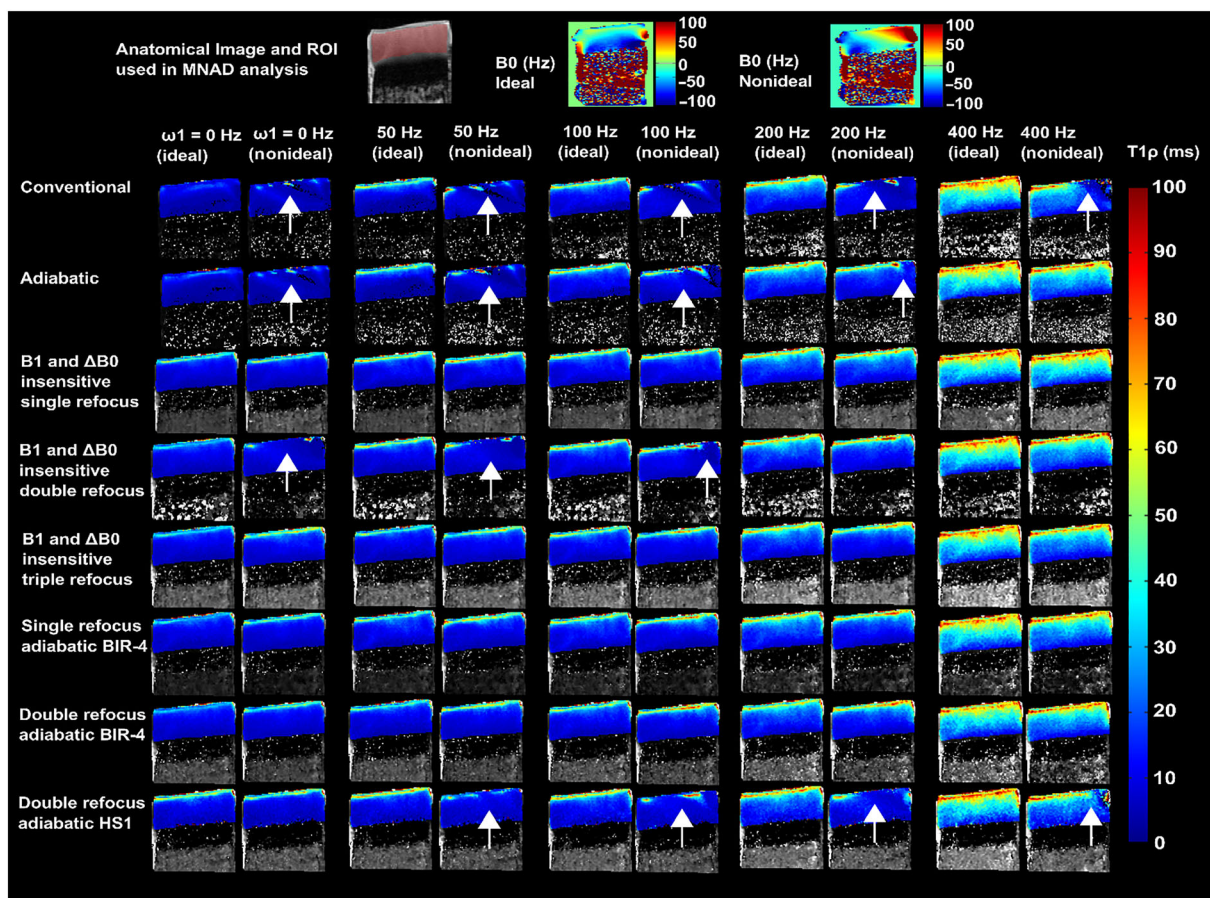 Anatomical Image and ROI
used in MNAD analysis
B0 (Hz)
Ideal
100
50
0
−50
−100
B0 (Hz)
Nonideal
100
50
0
−50
−100
ω1 = 0 Hz
(ideal)
ω1 = 0 Hz
(nonideal)
50 Hz
(ideal)
50 Hz
(nonideal)
100 Hz
(ideal)
100 Hz
(nonideal)
200 Hz
(ideal)
200 Hz
(nonideal)
400 Hz
(ideal)
400 Hz
(nonideal)
T1ρ (ms)
Conventional
Adiabatic
B1 and ΔB0
insensitive
single refocus
B1 and ΔB0
insensitive
double refocus
B1 and ΔB0
insensitive
triple refocus
Single refocus
adiabatic BIR-4
Double refocus
adiabatic BIR-4
Double refocus
adiabatic HS1
100
90
80
70
60
50
40
30
20
10
0